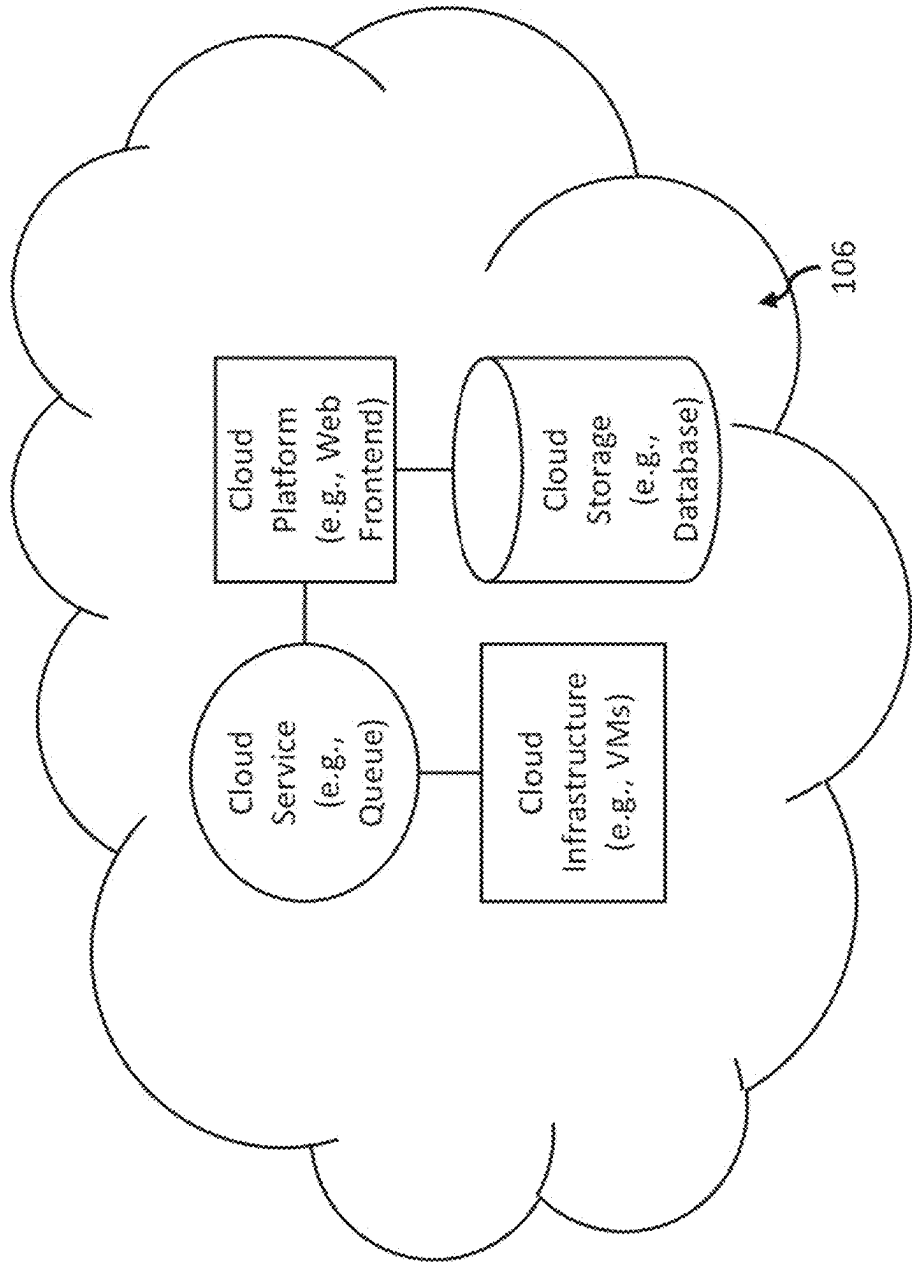 Cloud
Service
(e.g.,
Queue)
Cloud
Platform
(e.g., Web
Frontend)
Cloud
Infrastructure
(e.g., VMs)
Cloud
Storage
(e.g.,
Database)
106